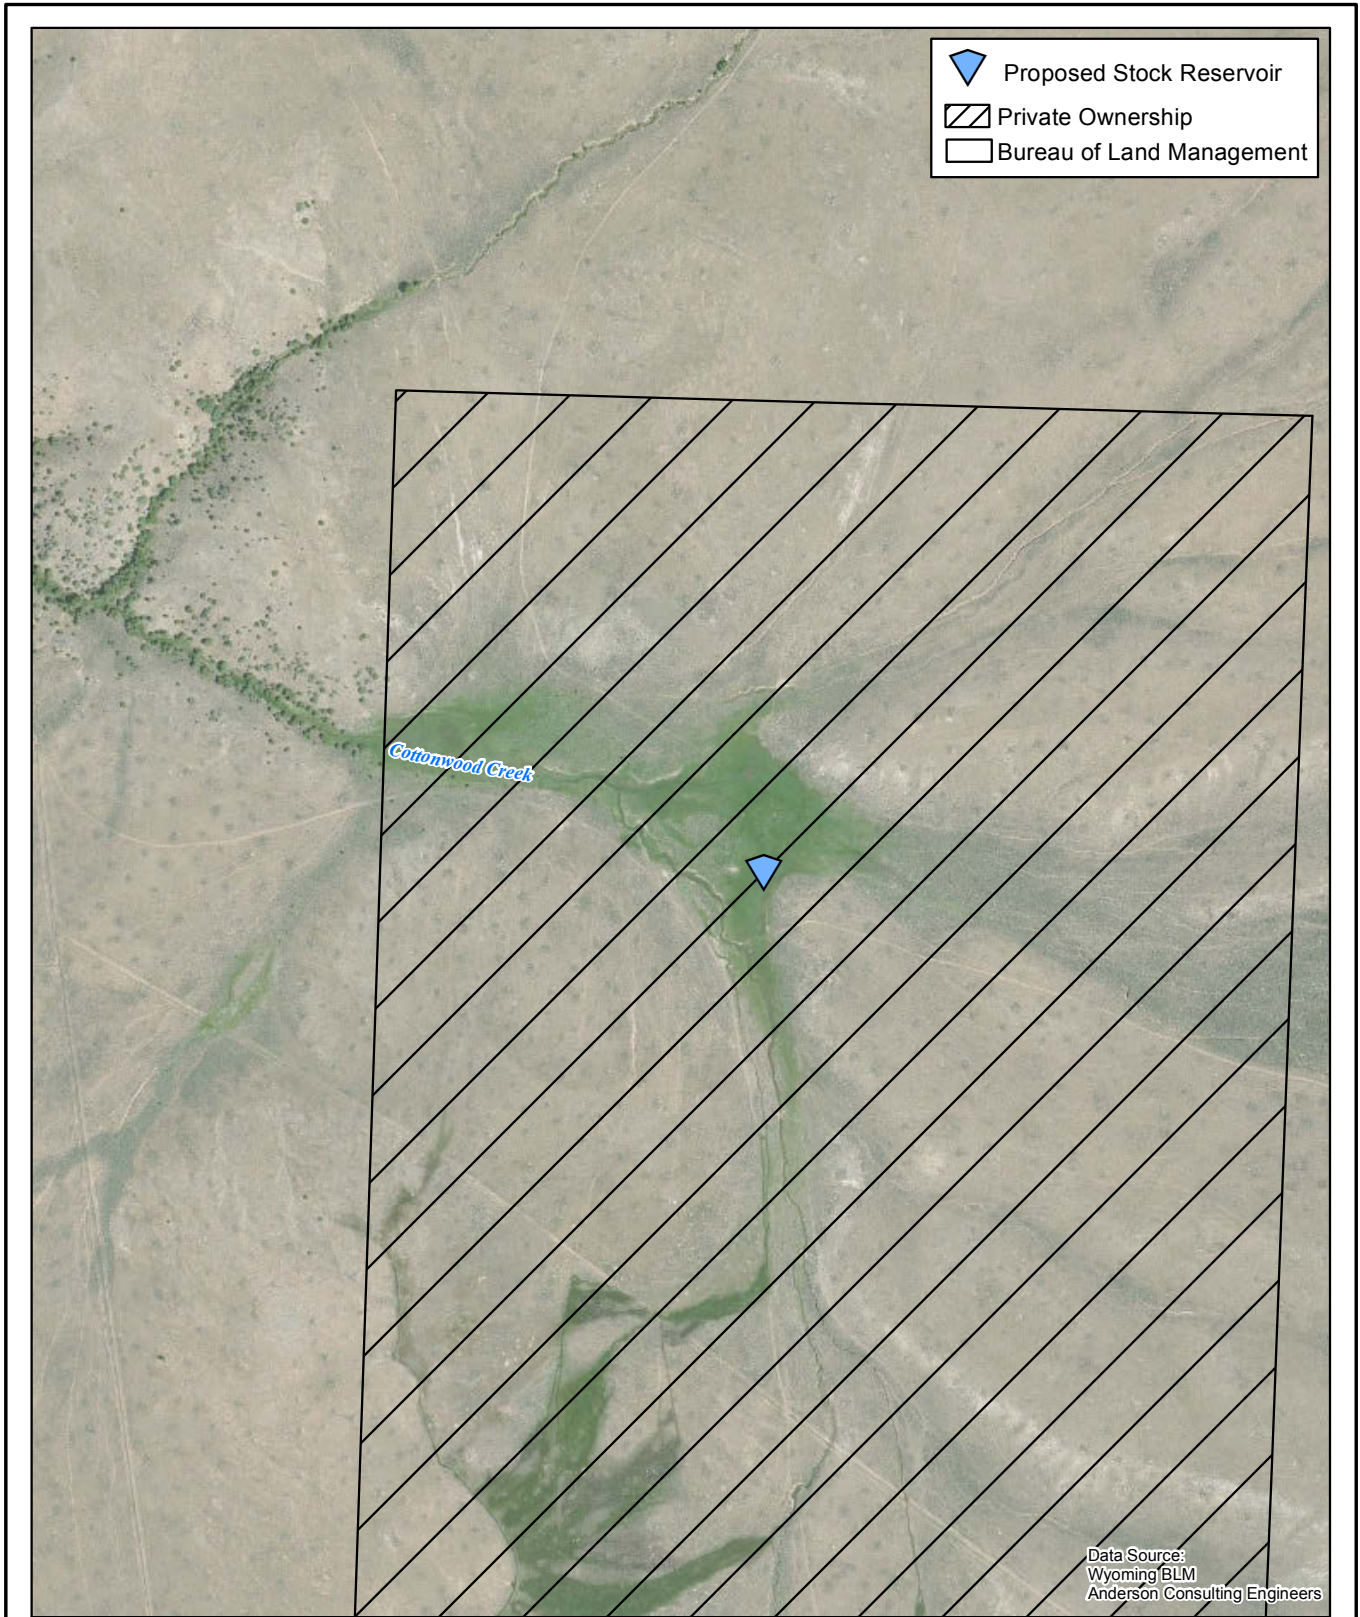 Proposed Stock Reservoir
Private Ownership
Bureau of Land Management
Cottonwood Creek
Data Source:
Wyoming BLM
Anderson Consulting Engineers